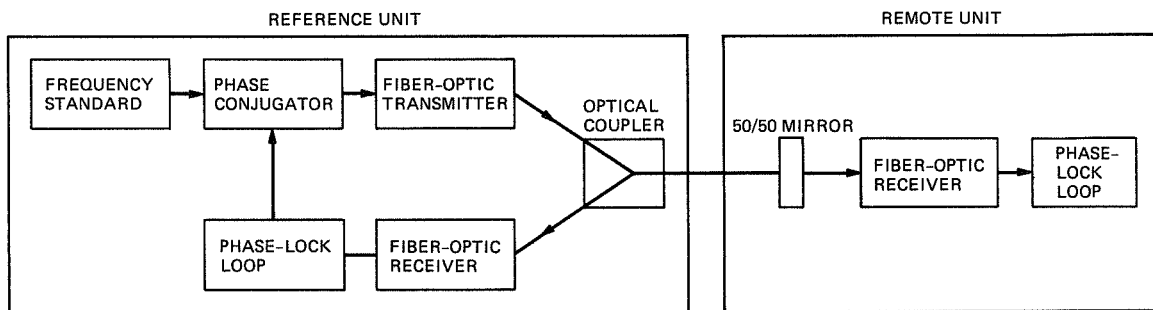 REFERENCE UNIT
REMOTE UNIT
FREQUENCY
STANDARD
PHASE
CONJUGATOR
FIBER-OPTIC
TRANSMITTER
OPTICAL
COUPLER
50/50 MIRROR
FIBER-OPTIC
RECEIVER
PHASE-
LOCK
LOOP
PHASE-LOCK
LOOP
FIBER-OPTIC
RECEIVER